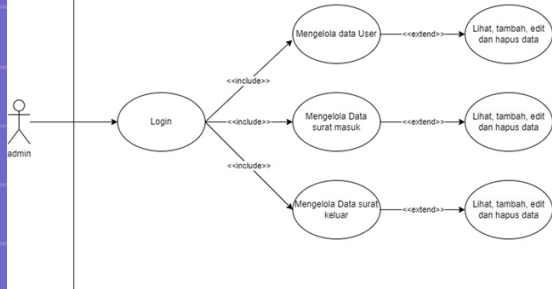 Mengelola data User
<<extend>>
Lihat, tambah, edit
dan hapus data
<<include>>
admin
Login
<<include>>
Mengelola Data
surat masuk
<<extend>>
Lihat, tambah, edit
dan hapus data
<<include>>
Mengelola Data surat
keluar
<<extend>>
Lihat, tambah, edit
dan hapus data